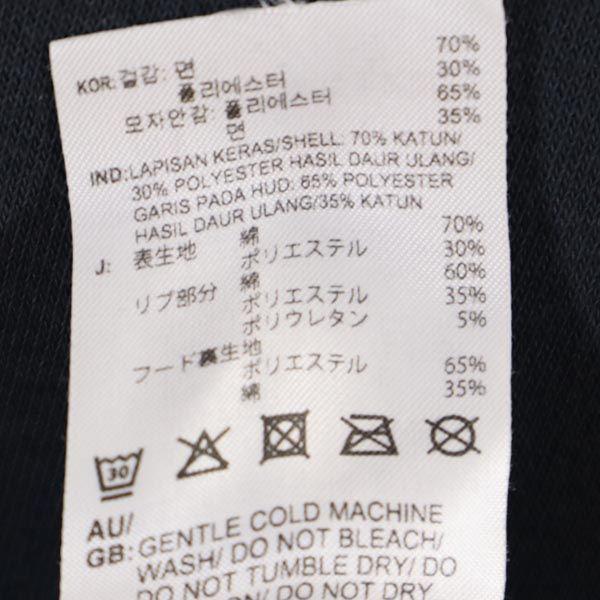 KOR: 겉감: 면 70%
폴리에스터 30%
모자안감: 폴리에스터 65%
면 35%
IND:LAPISAN KERAS/SHELL: 70% KATUN/
30% POLYESTER HASIL DAUR ULANG/
GARIS PADA HUD: 65% POLYESTER
HASIL DAUR ULANG/35% KATUN
J: 表生地 綿 70%
ポリエステル 30%
リブ部分 綿 60%
ポリエステル 35%
ポリウレタン 5%
フード裏生地
ポリエステル 65%
綿 35%
30
AU/
GB: GENTLE COLD MACHINE
WASH/ DO NOT BLEACH/
DO NOT TUMBLE DRY/ DO
NOT IRON/ DO NOT DRY